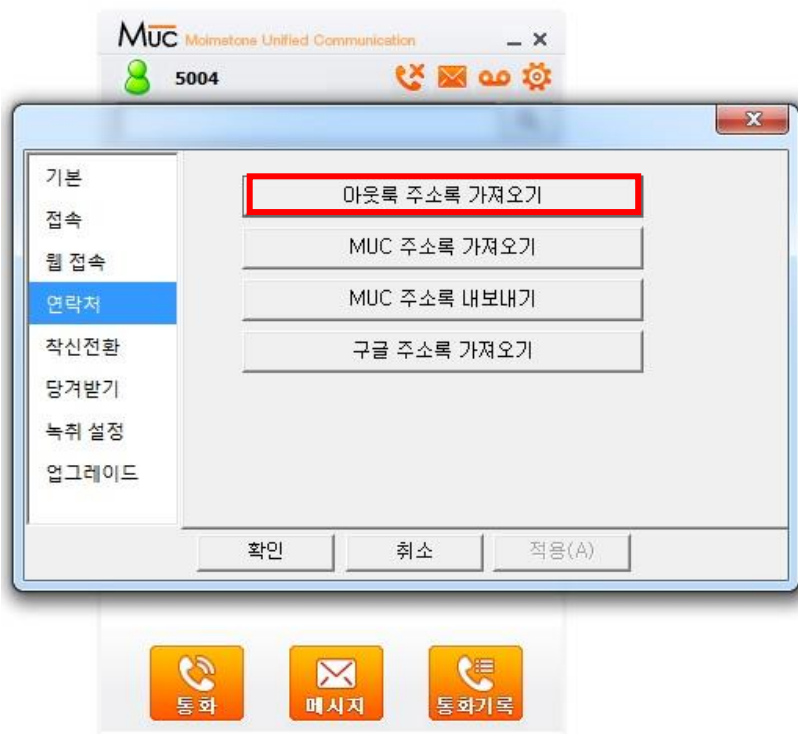 MUC Moimstone Unified Communication
5004
기본
접속
웹 접속
연락처
착신전환
당겨받기
녹취 설정
업그레이드
아웃룩 주소록 가져오기
MUC 주소록 가져오기
MUC 주소록 내보내기
구글 주소록 가져오기
확인
취소
적용(A)
통화
메시지
통화기록